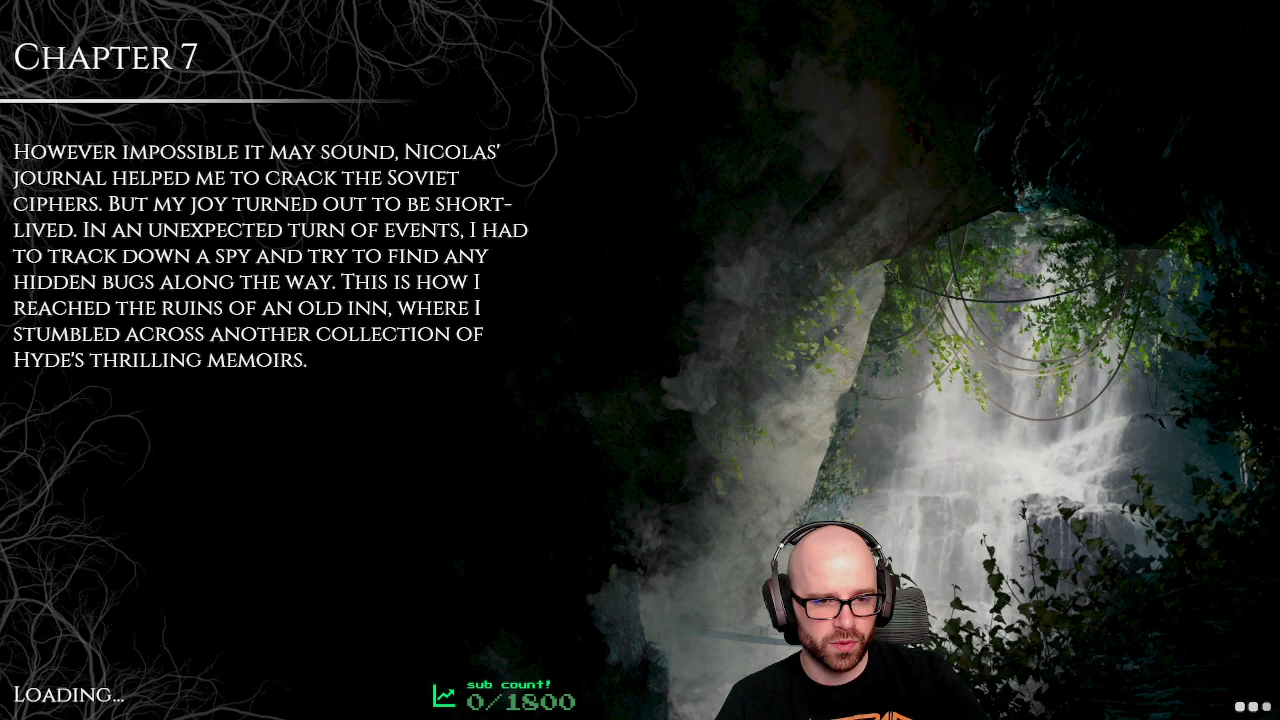 Chapter 7
However impossible it may sound, Nicolas'
journal helped me to crack the Soviet
ciphers. But my joy turned out to be short-
lived. In an unexpected turn of events, I had
to track down a spy and try to find any
hidden bugs along the way. This is how I
reached the ruins of an old inn, where I
stumbled across another collection of
Hyde's thrilling memoirs.
Loading...
sub count!
0/1800